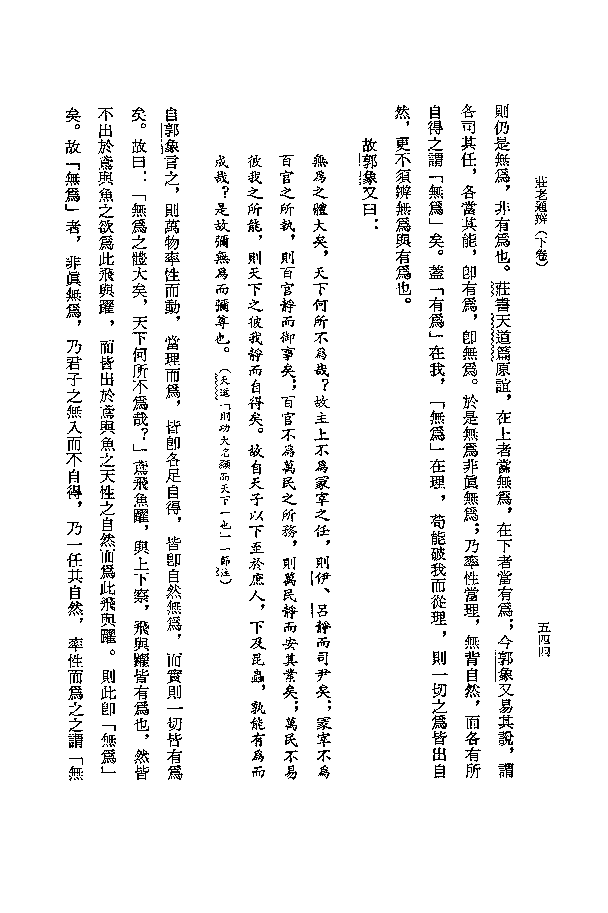 莊老通辨（下卷）
五四四
則仍是無爲，非有爲也。莊書天道篇原誼，在上者當無爲，在下者當有爲；今郭象又易其說，謂
各司其任，各當其能，卽有爲，卽無爲。於是無爲非眞無爲；乃率性當理，無背自然，而各有所
自得之謂「無爲」矣。蓋「有爲」在我，「無爲」在理，苟能破我而從理，則一切之爲皆出自
然，更不須辨無爲與有爲也。
故郭象又曰：
無爲之體大矣，天下何所不爲哉？故主上不爲冢宰之任，則伊、呂靜而司尹矣；冢宰不爲
百官之所執，則百官靜而御事矣；百官不爲萬民之所務，則萬民靜而安其業矣；萬民不易
彼我之所能，則天下之彼我靜而自得矣。故自天子以下至於庶人，下及昆蟲，孰能有爲而
成哉？是故彌無爲而彌尊也。（天道「則功大名顯而天下一也」一節注）
自郭象言之，則萬物率性而動，當理而爲，皆卽各足自得，皆卽自然無爲，而實則一切皆有爲
矣。故曰：「無爲之體大矣，天下何所不爲哉？」鳶飛魚躍，與上下察，飛與躍皆有爲也，然皆
不出於鳶與魚之欲爲此飛與躍，而皆出於鳶與魚之天性之自然而爲此飛與躍。則此卽「無爲」
矣。故「無爲」者，非眞無爲，乃君子之無入而不自得，乃一任其自然，率性而爲之之謂「無